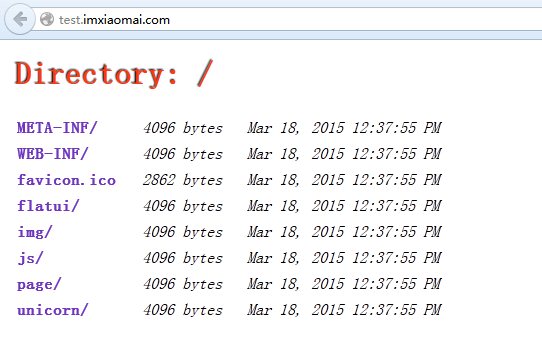 test.imxiaomai.com
Directory: /
META-INF/ 4096 bytes Mar 18, 2015 12:37:55 PM
WEB-INF/ 4096 bytes Mar 18, 2015 12:37:55 PM
favicon.ico 2862 bytes Mar 18, 2015 12:37:55 PM
flatui/ 4096 bytes Mar 18, 2015 12:37:55 PM
img/ 4096 bytes Mar 18, 2015 12:37:55 PM
js/ 4096 bytes Mar 18, 2015 12:37:55 PM
page/ 4096 bytes Mar 18, 2015 12:37:55 PM
unicorn/ 4096 bytes Mar 18, 2015 12:37:55 PM